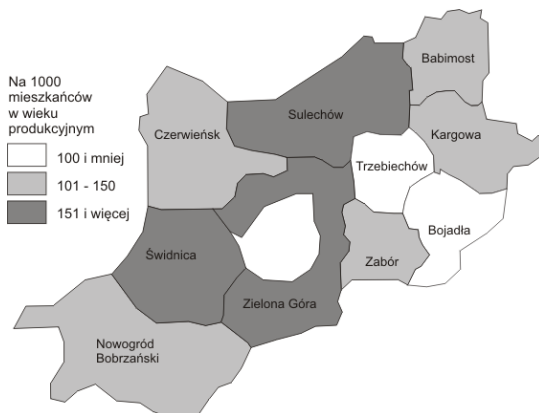 Na 1000
mieszkańców
w wieku
produkcyjnym
100 i mniej
101 - 150
151 i więcej
Babimost
Sulechów
Kargowa
Czerwieńsk
Trzebiechów
Bojadła
Świdnica
Zabór
Zielona Góra
Nowogród
Bobrzański